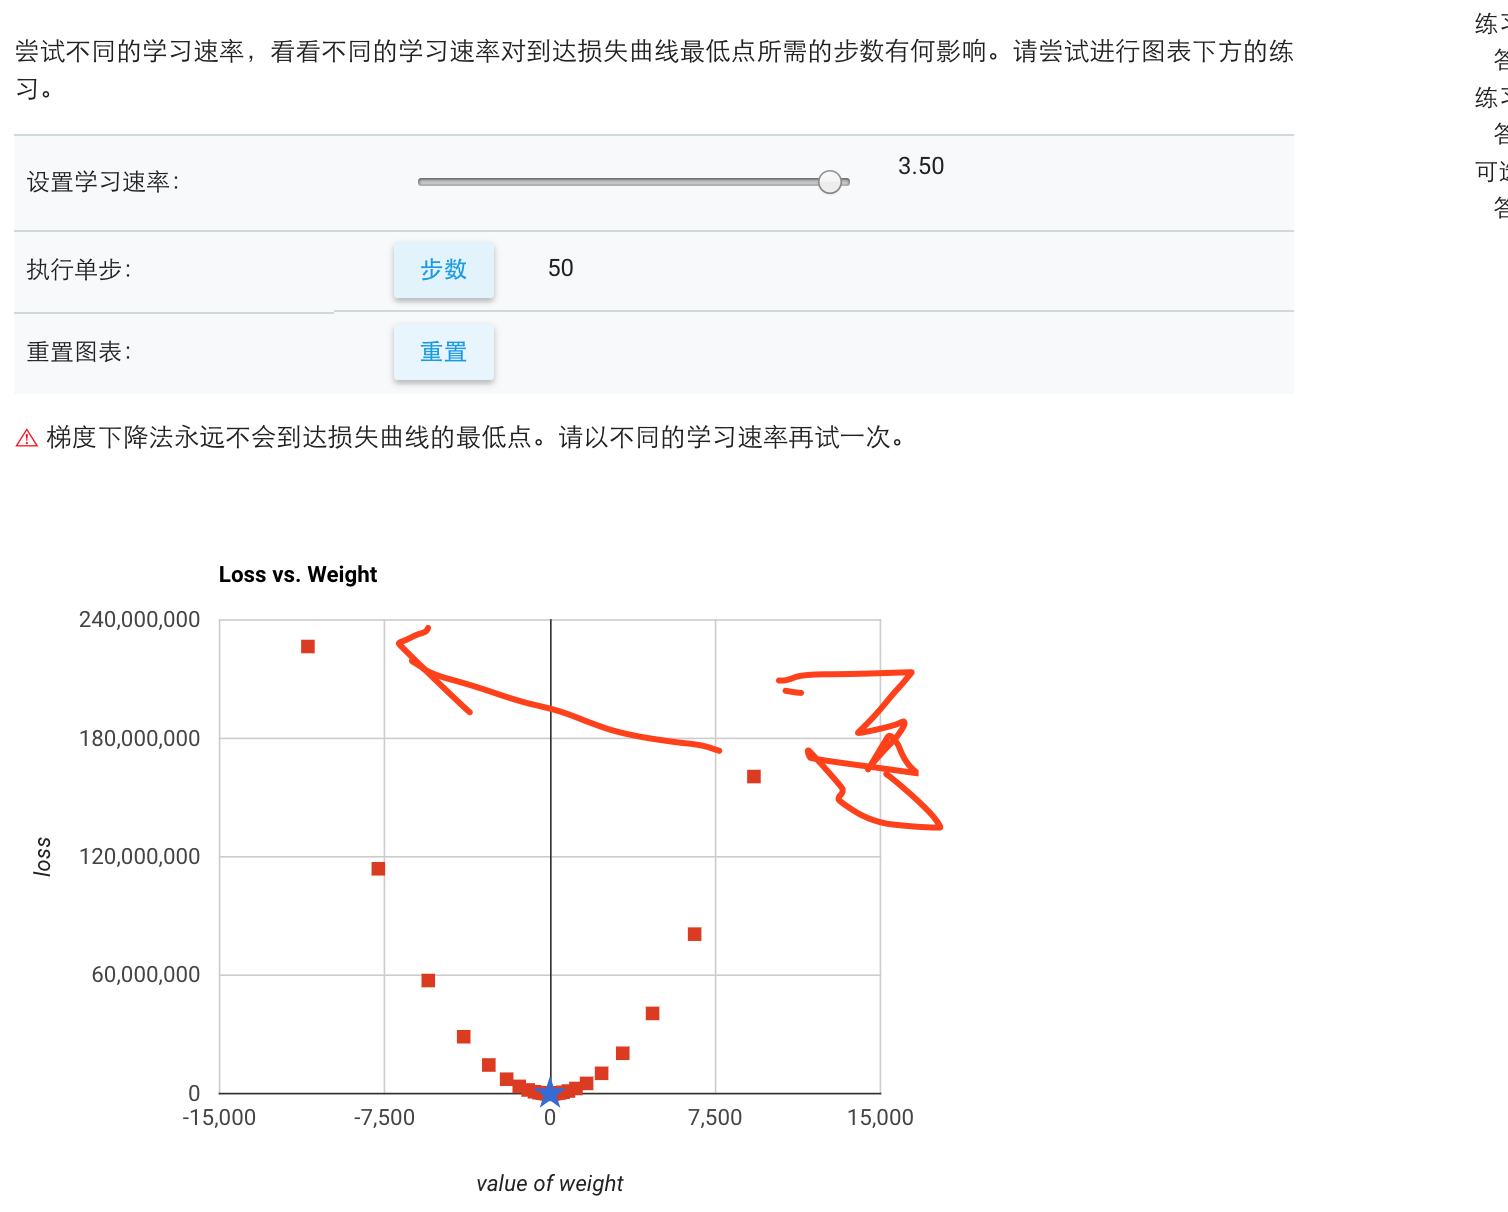 尝试不同的学习速率，看看不同的学习速率对到达损失曲线最低点所需的步数有何影响。请尝试进行图表下方的练
习。
设置学习速率：
3.50
执行单步：
步数
50
重置图表：
重置
梯度下降法永远不会到达损失曲线的最低点。请以不同的学习速率再试一次。
Loss vs. Weight
240,000,000
180,000,000
120,000,000
60,000,000
0
loss
-15,000
-7,500
0
7,500
15,000
value of weight
练
练
可